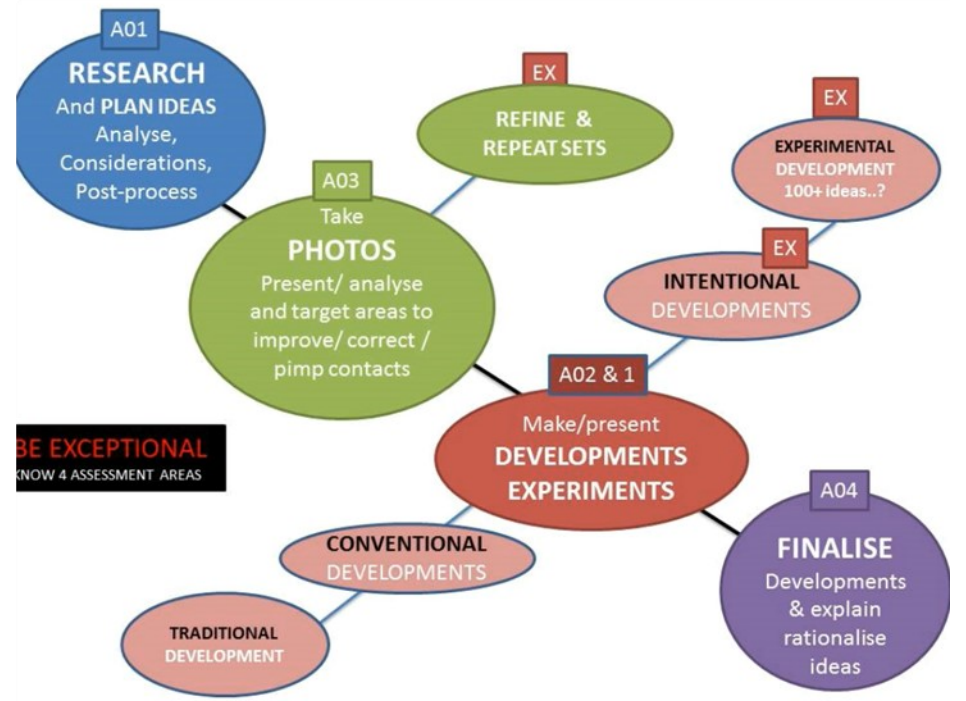 A01
RESEARCH
And PLAN IDEAS
Analyse,
Considerations,
Post-process
A03
Take
PHOTOS
Present/ analyse
and target areas to
improve/ correct /
pimp contacts
EX
REFINE &
REPEAT SETS
EX
EXPERIMENTAL
DEVELOPMENT
100+ ideas..?
EX
INTENTIONAL
DEVELOPMENTS
A02 & 1
Make/present
DEVELOPMENTS
EXPERIMENTS
BE EXCEPTIONAL
KNOW 4 ASSESSMENT AREAS
CONVENTIONAL
DEVELOPMENTS
TRADITIONAL
DEVELOPMENT
A04
FINALISE
Developments
& explain
rationalise
ideas